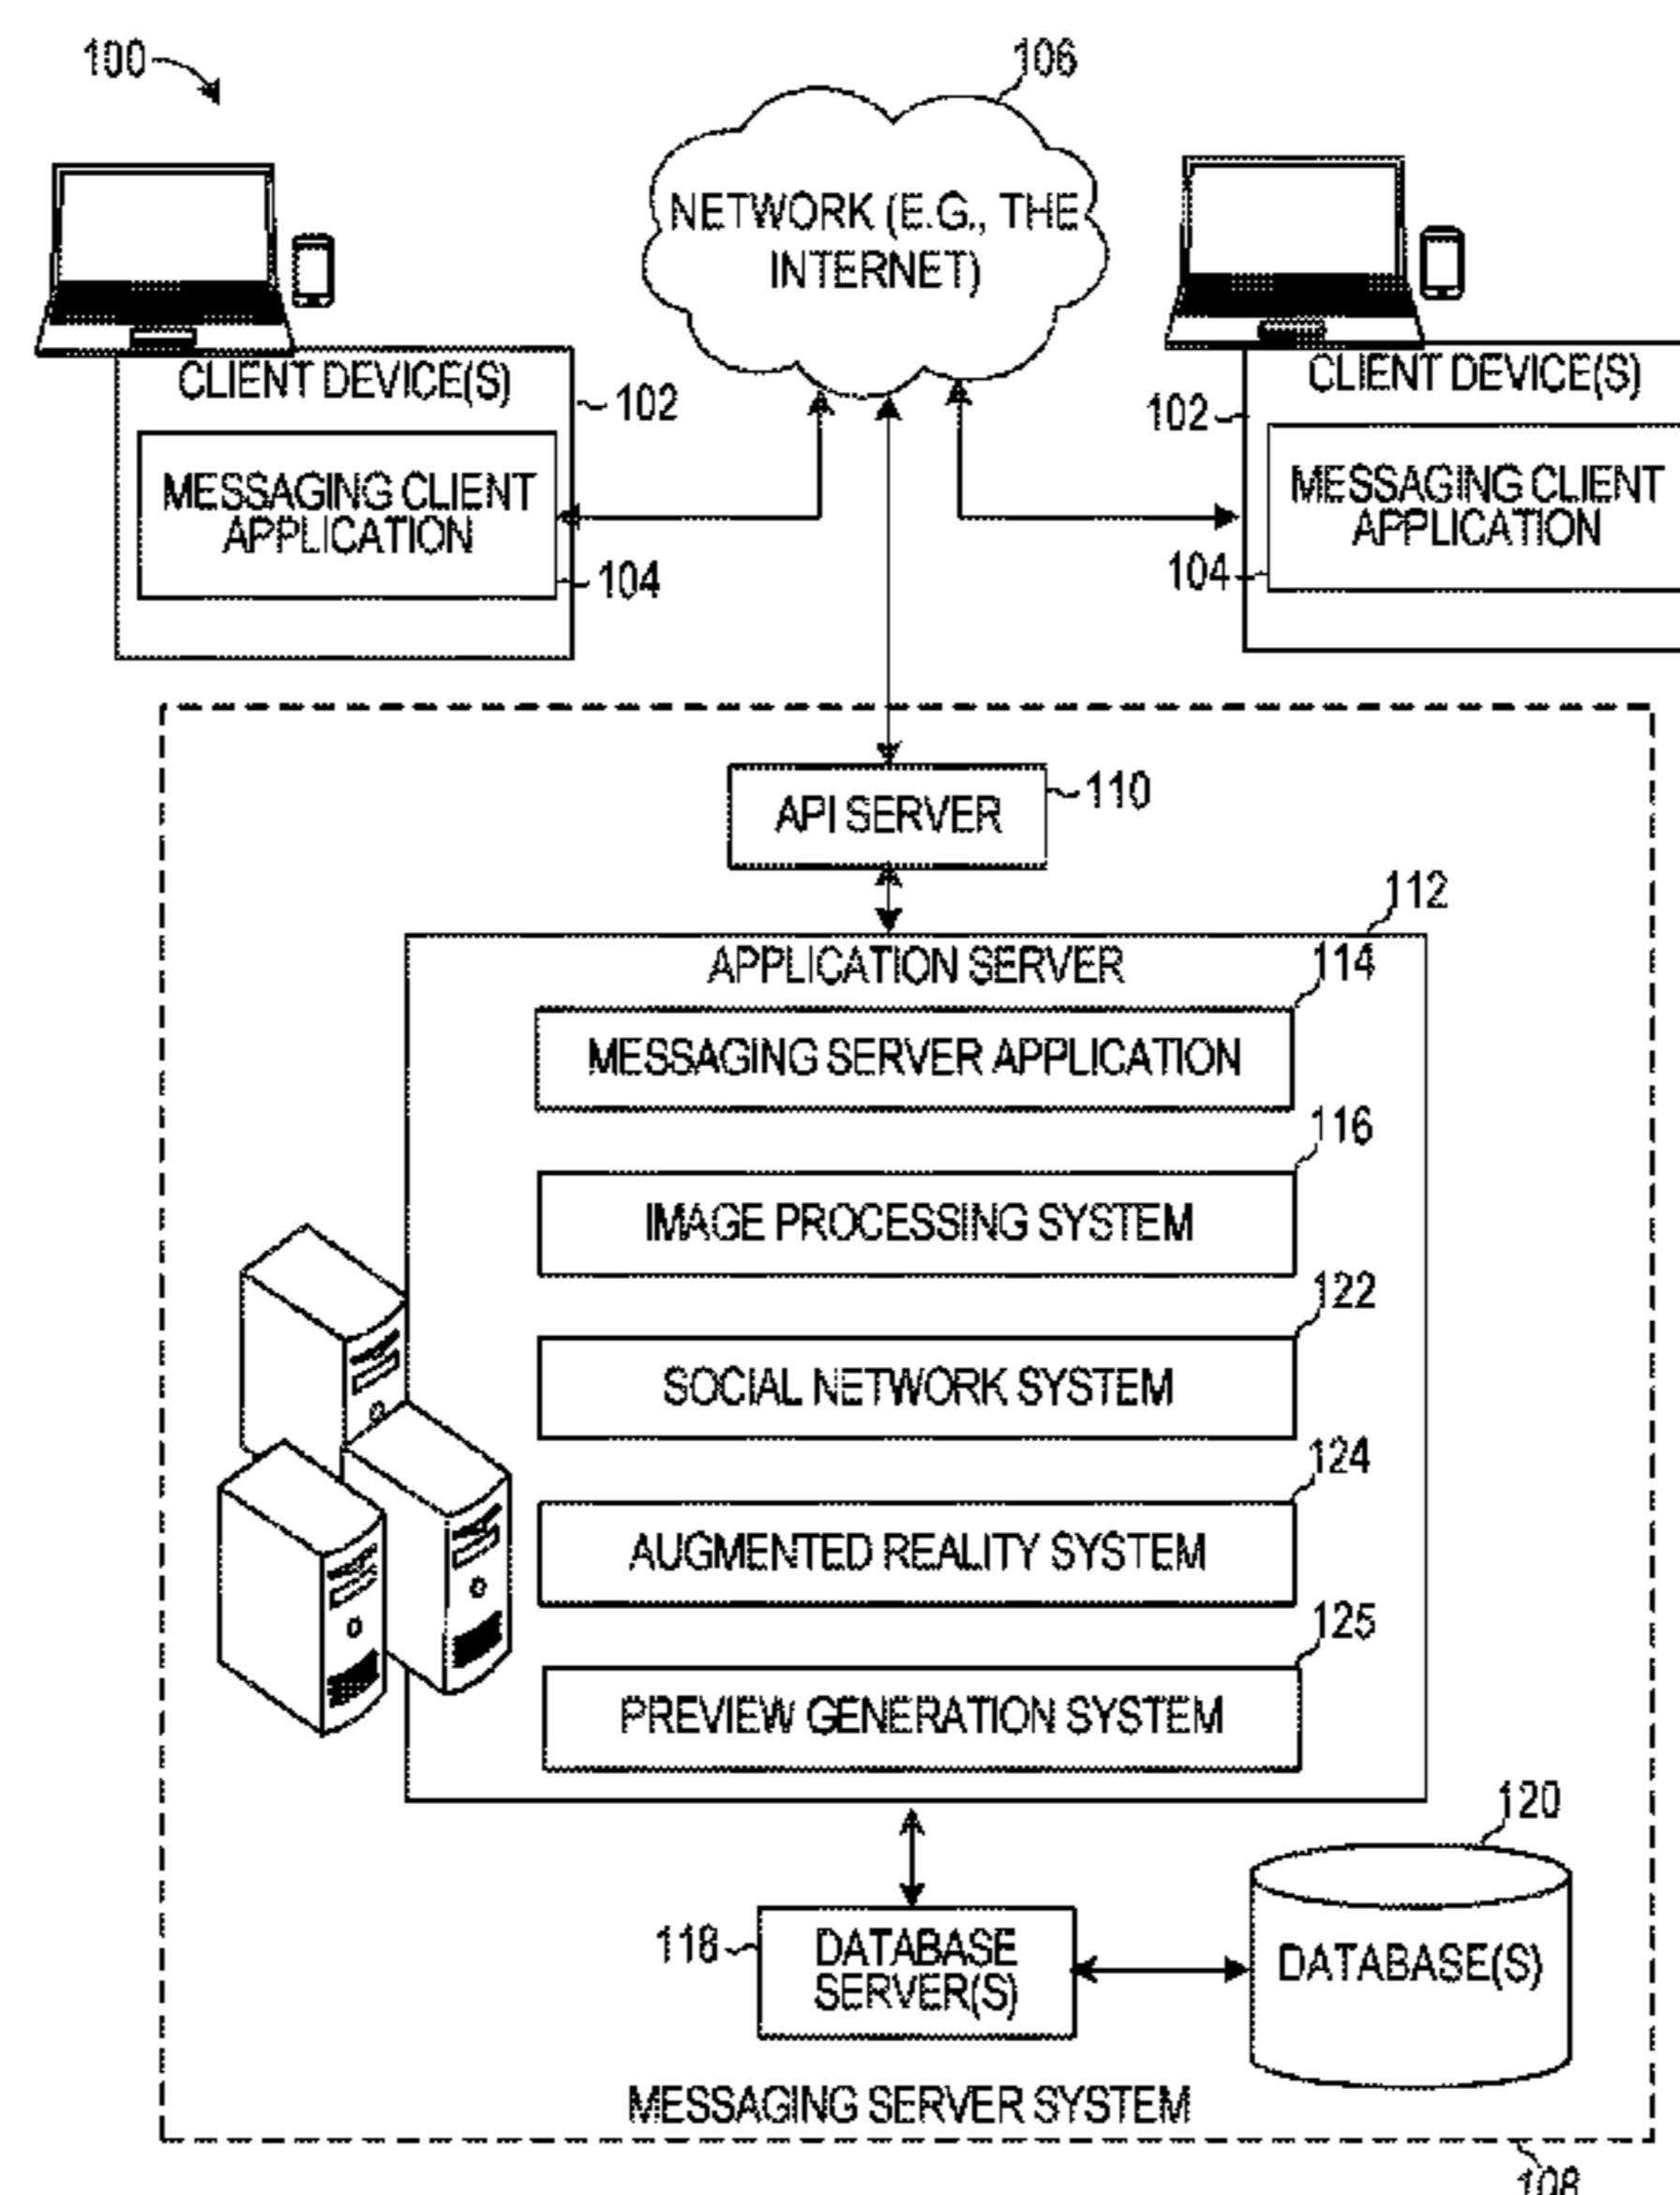 100
106
NETWORK (E.G., THE
INTERNET)
CLIENT DEVICE(S)
102
MESSAGING CLIENT
APPLICATION
104
CLIENT DEVICE(S)
102
MESSAGING CLIENT
APPLICATION
104
API SERVER
110
112
APPLICATION SERVER
114
MESSAGING SERVER APPLICATION
116
IMAGE PROCESSING SYSTEM
122
SOCIAL NETWORK SYSTEM
124
AUGMENTED REALITY SYSTEM
125
PREVIEW GENERATION SYSTEM
120
118
DATABASE
SERVER(S)
DATABASE(S)
MESSAGING SERVER SYSTEM
108